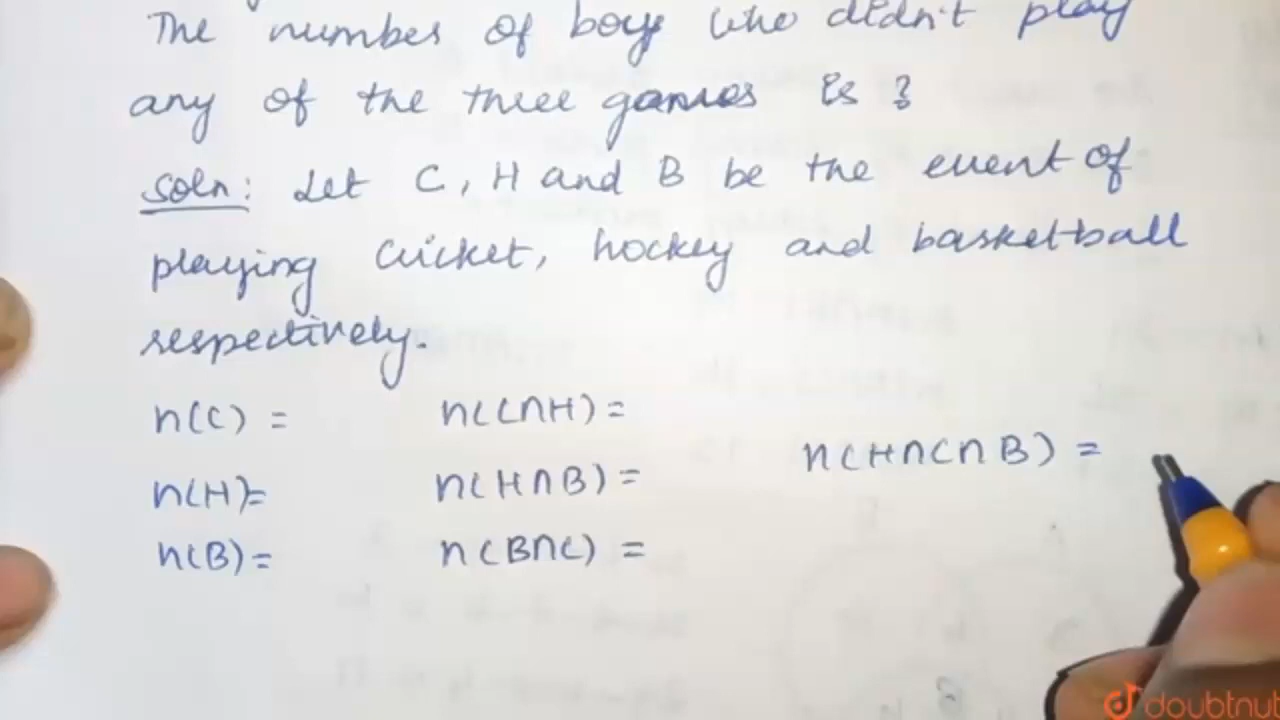 The number of boys who didn't play
any of the three games is ?
Soln: Let C, H and B be the event of
playing Cricket, hockey and basketball
respectively.
n(C) = n(C∩H) =
n(H∩C∩B) =
n(H)= n(H∩B) =
n(B)= n(B∩C) =
doubtnut